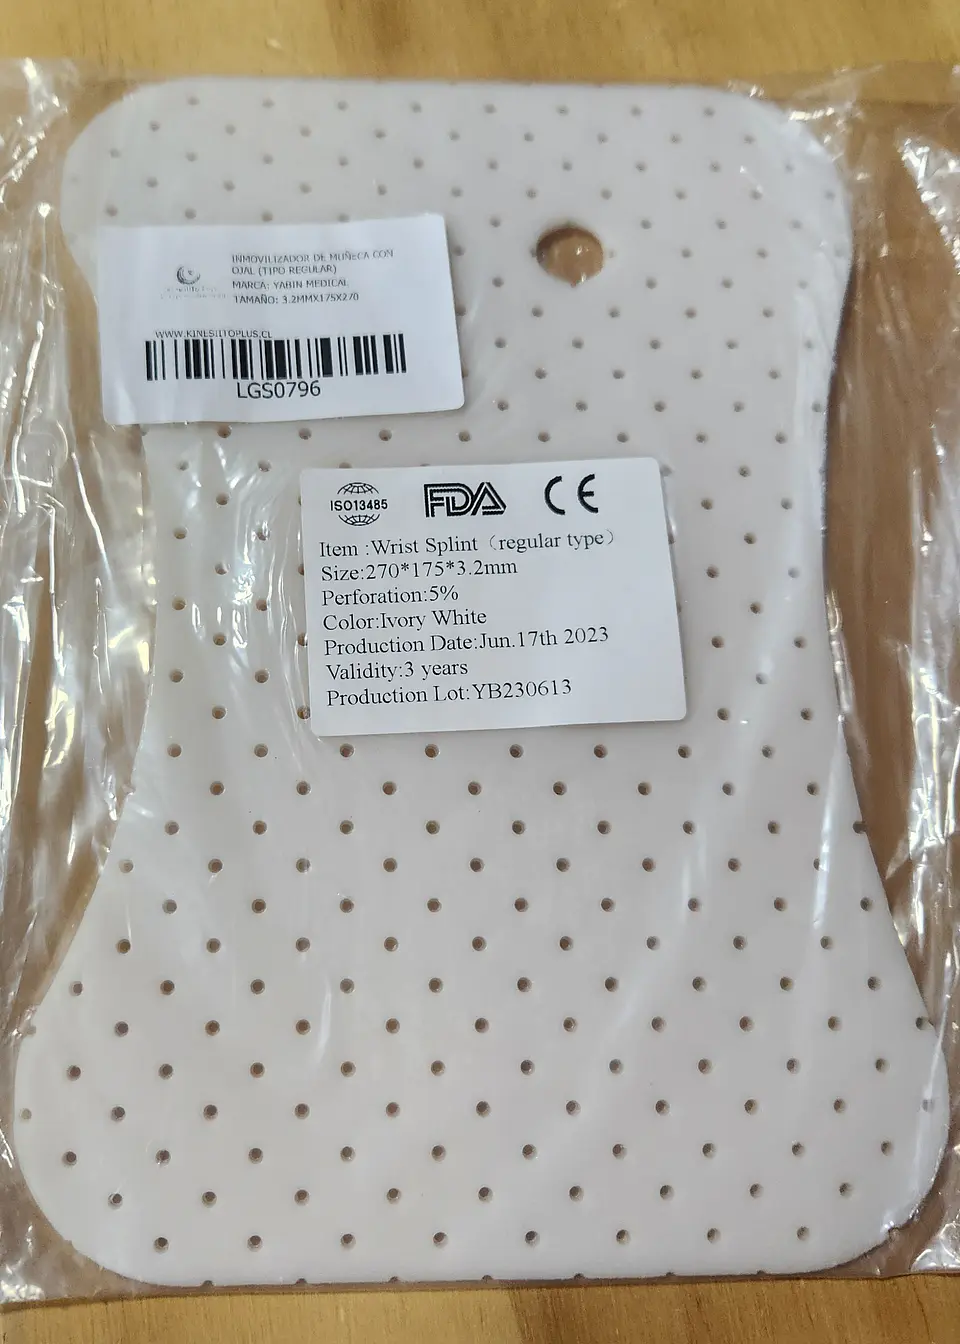 INMOVILIZADOR DE MUÑECA CON
OJAL (TIPO REGULAR)
MARCA: YABIN MEDICAL
TAMAÑO: 3.2MMX175X270
WWW.KINESILTOPLUS.CL
LGS0796
ISO13485 FDA CE
Item :Wrist Splint（regular type）
Size:270*175*3.2mm
Perforation:5%
Color:Ivory White
Production Date:Jun.17th 2023
Validity:3 years
Production Lot:YB230613